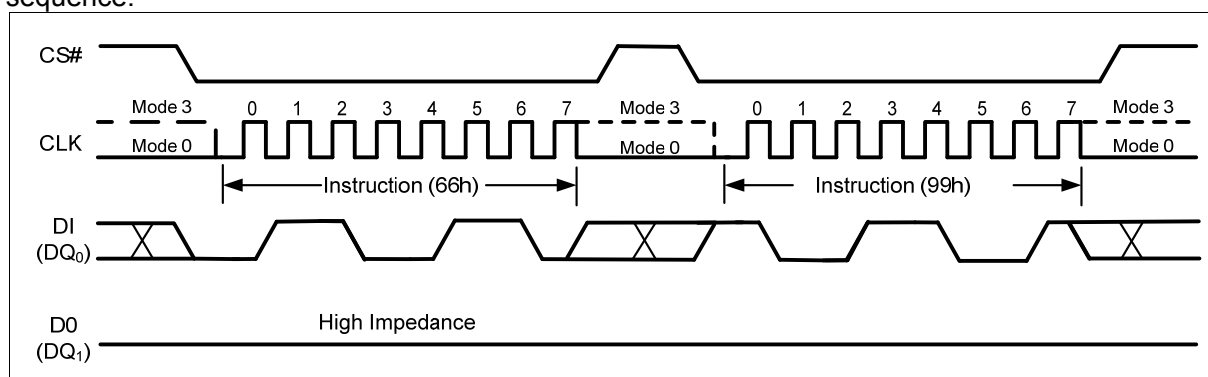 sequence:
CS#
Mode 3 0 1 2 3 4 5 6 7 Mode 3 0 1 2 3 4 5 6 7 Mode 3
CLK
Mode 0 Mode 0 Mode 0
Instruction (66h) Instruction (99h)
DI
(DQ0)
D0 High Impedance
(DQ1)